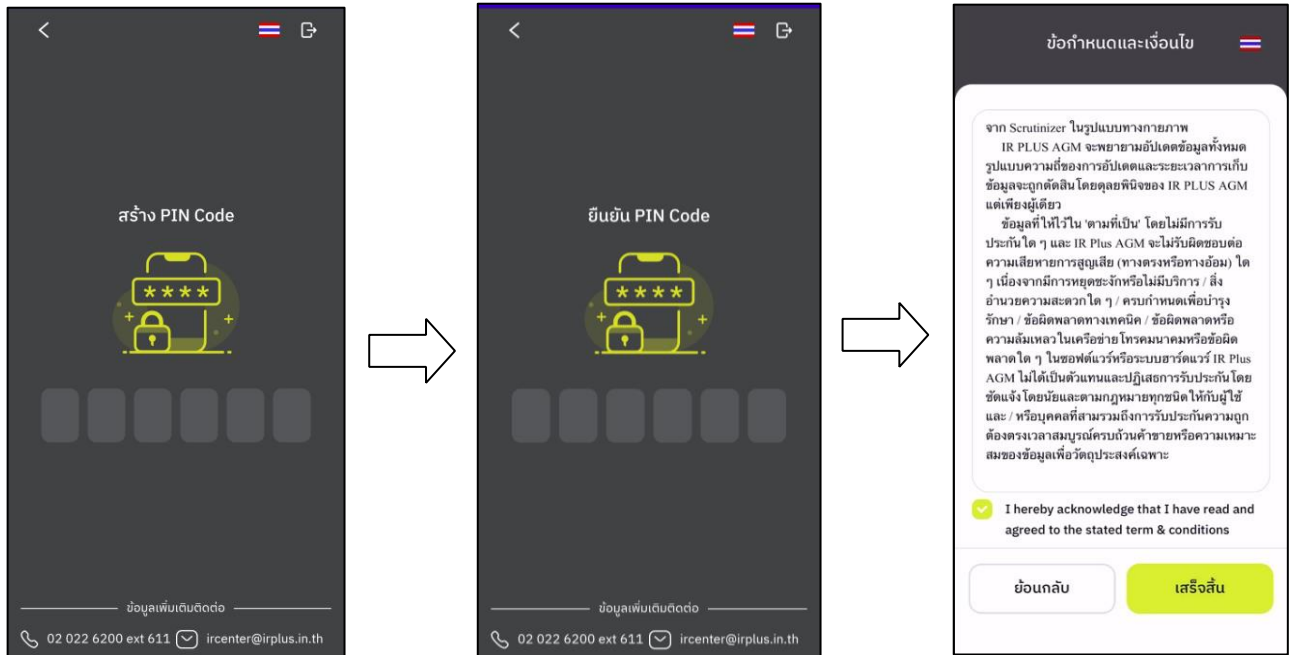 สร้าง PIN Code
****
ข้อมูลเพิ่มเติมติดต่อ
02 022 6200 ext 611 ircenter@irplus.in.th
ยืนยัน PIN Code
****
ข้อมูลเพิ่มเติมติดต่อ
02 022 6200 ext 611 ircenter@irplus.in.th
ข้อกำหนดและเงื่อนไข
จาก Scrutinizer ในรูปแบบทางกายภาพ
IR PLUS AGM จะพยายามอัปเดตข้อมูลทั้งหมด
รูปแบบความถี่ของการอัปเดตและระยะเวลาการเก็บ
ข้อมูลจะถูกตัดสินโดยดุลยพินิจของ IR PLUS AGM
แต่เพียงผู้เดียว
ข้อมูลที่ให้ไว้ใน 'ตามที่เป็น' โดยไม่มีการรับ
ประกันใด ๆ และ IR Plus AGM จะไม่รับผิดชอบต่อ
ความเสียหายการสูญเสีย (ทางตรงหรือทางอ้อม) ใด
ๆ เนื่องจากมีการหยุดชะงักหรือไม่มีบริการ / สิ่ง
อำนวยความสะดวกใด ๆ / ครบกำหนดเพื่อบำรุง
รักษา / ข้อผิดพลาดทางเทคนิค / ข้อผิดพลาดหรือ
ความล้มเหลวในเครือข่ายโทรคมนาคมหรือข้อผิด
พลาดใด ๆ ในซอฟต์แวร์หรือระบบฮาร์ดแวร์ IR Plus
AGM ไม่ได้เป็นตัวแทนและปฏิเสธการรับประกันโดย
ชัดแจ้งโดยนัยและตามกฎหมายทุกชนิดให้กับผู้ใช้
และ / หรือบุคคลที่สามรวมถึงการรับประกันความถูก
ต้องตรงเวลาสมบูรณ์ครบถ้วนค้าขายหรือความเหมาะ
สมของข้อมูลเพื่อวัตถุประสงค์เฉพาะ
I hereby acknowledge that I have read and
agreed to the stated term & conditions
ย้อนกลับ
เสร็จสิ้น